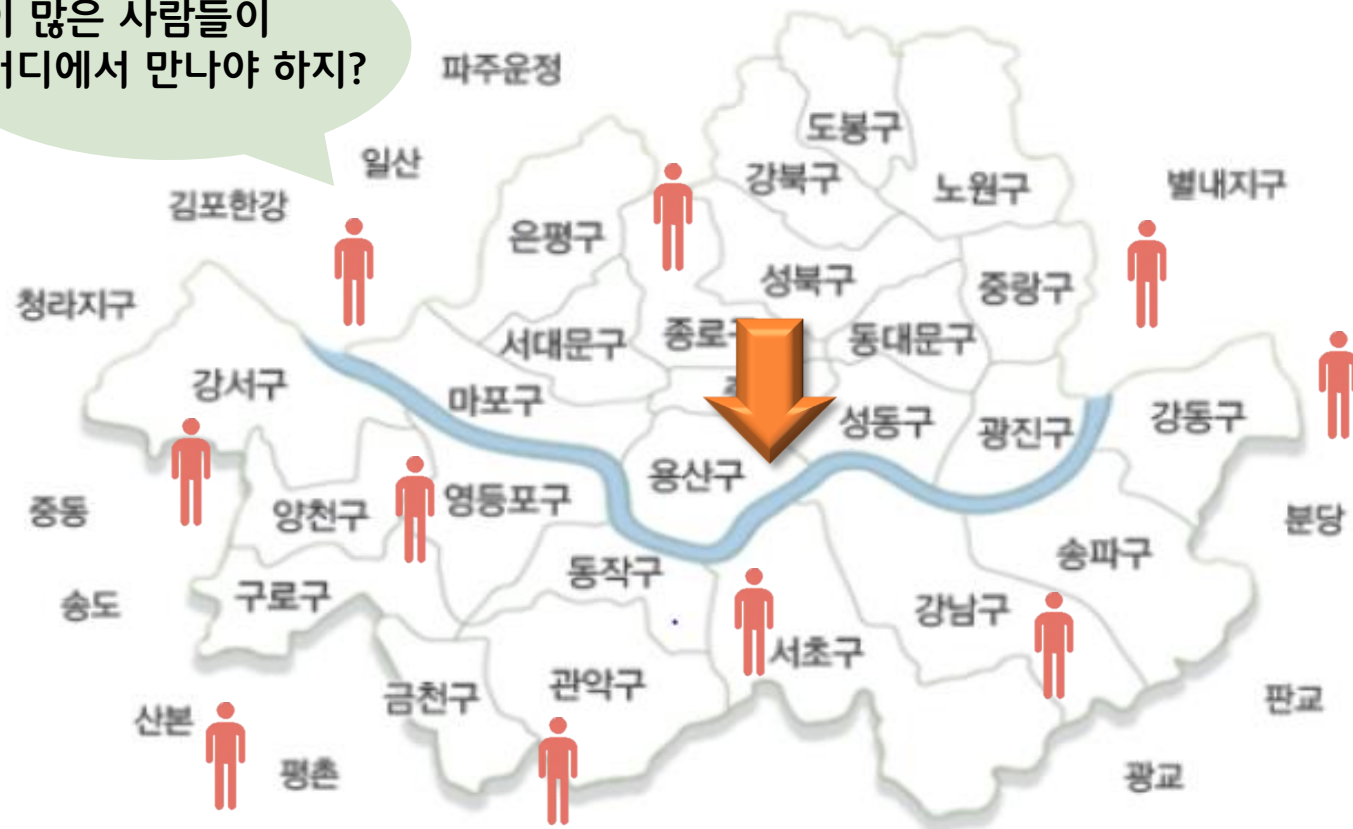 이 많은 사람들이
어디에서 만나야 하지?
파주운정
도봉구
일산
강북구
노원구
별내지구
김포한강
은평구
성북구
중랑구
청라지구
서대문구
동대문구
강서구
마포구
성동구
광진구
강동구
용산구
영등포구
중동
양천구
분당
송파구
동작구
송도
구로구
강남구
서초구
관악구
금천구
산본
판교
평촌
광교